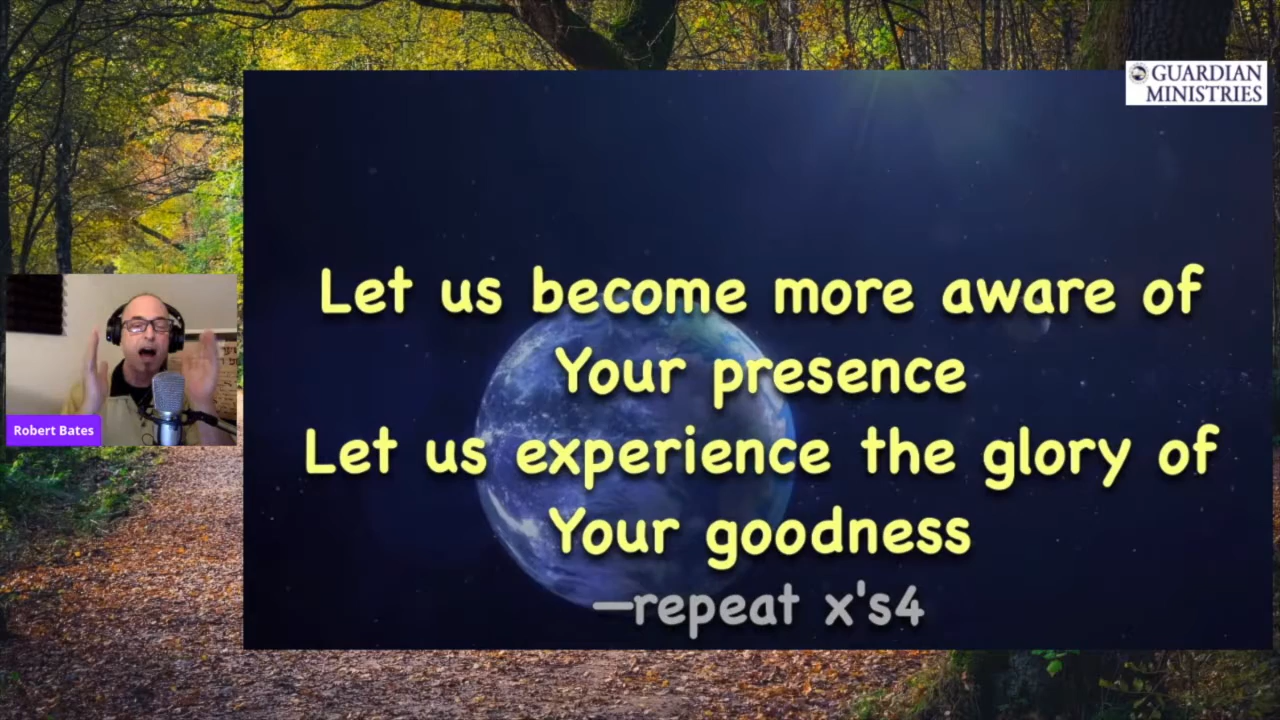 GUARDIAN
MINISTRIES
Let us become more aware of
Your presence
Let us experience the glory of
Your goodness
—repeat x's4
Robert Bates